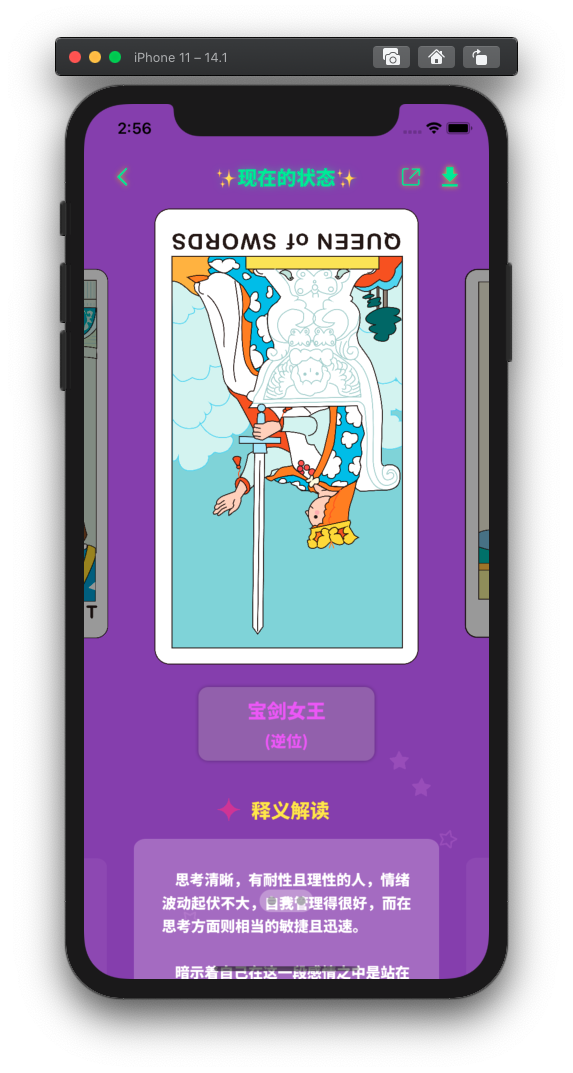 iPhone 11 – 14.1
2:56
✨现在的状态✨
QUEEN of SWORDS
T
宝剑女王
(逆位)
释义解读
思考清晰，有耐性且理性的人，情绪
波动起伏不大，自我管理得很好，而在
思考方面则相当的敏捷且迅速。
暗示着自己在这一段感情之中是站在